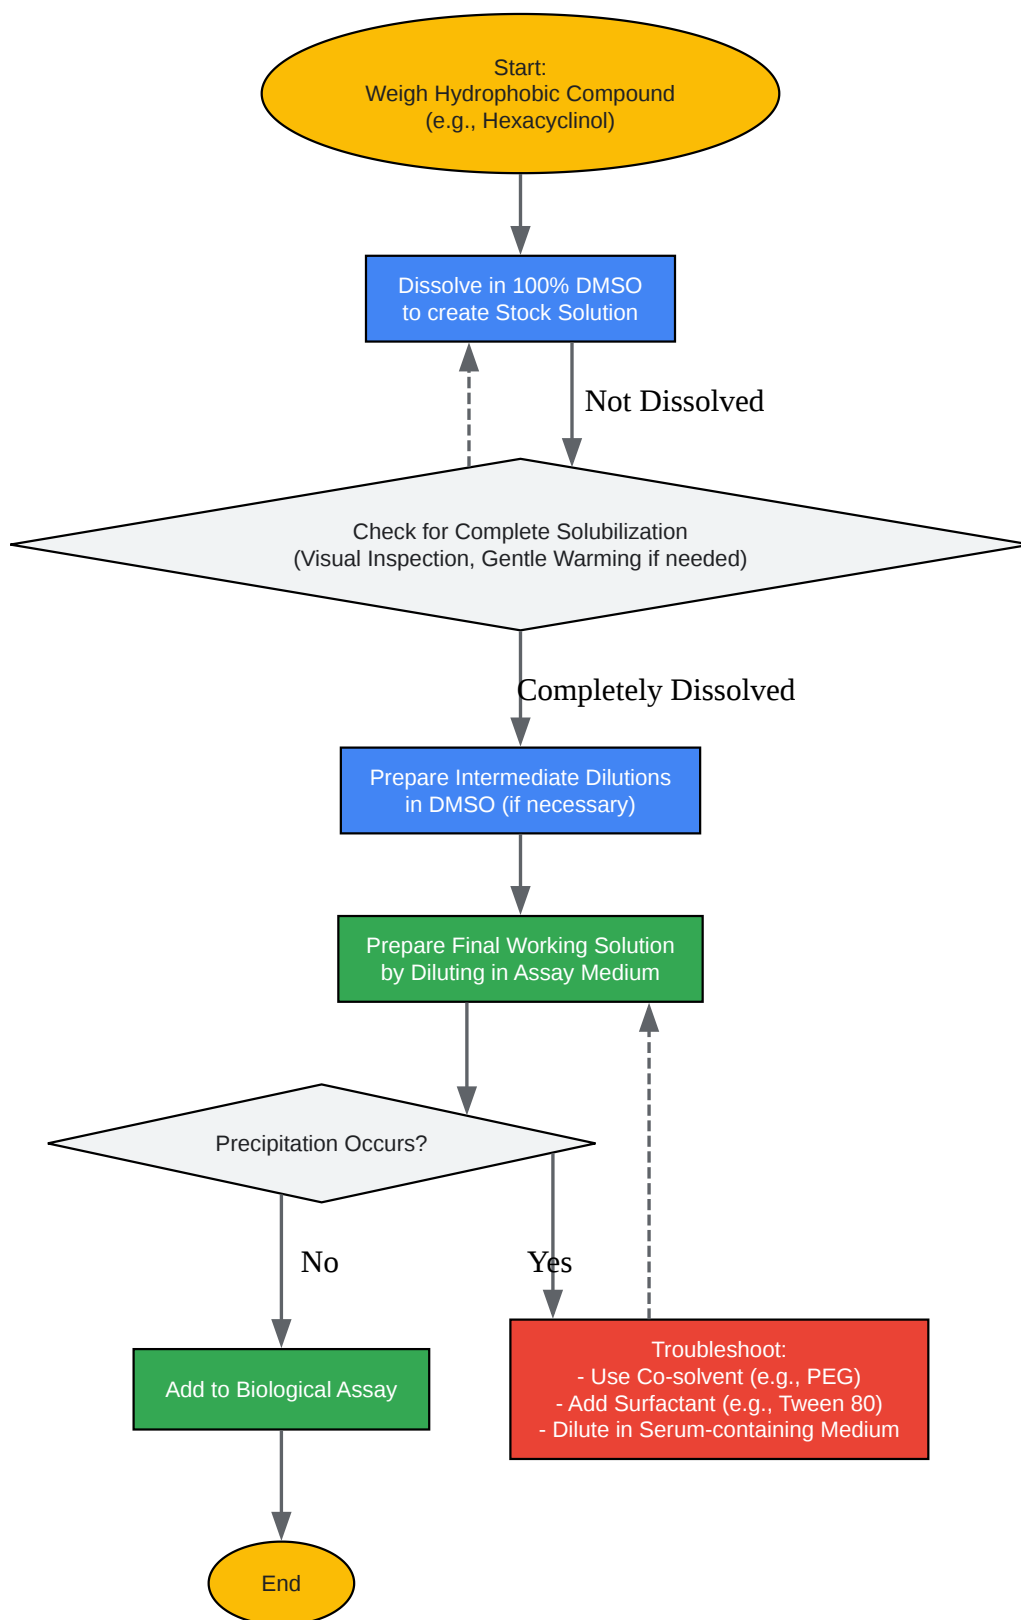 Start:
Weigh Hydrophobic Compound
(e.g., Hexacyclinol)
Dissolve in 100% DMSO
to create Stock Solution
Not Dissolved
Check for Complete Solubilization
(Visual Inspection, Gentle Warming if needed)
Completely Dissolved
Prepare Intermediate Dilutions
in DMSO (if necessary)
Prepare Final Working Solution
by Diluting in Assay Medium
Precipitation Occurs?
No
Yes
Add to Biological Assay
Troubleshoot:
- Use Co-solvent (e.g., PEG)
- Add Surfactant (e.g., Tween 80)
- Dilute in Serum-containing Medium
End